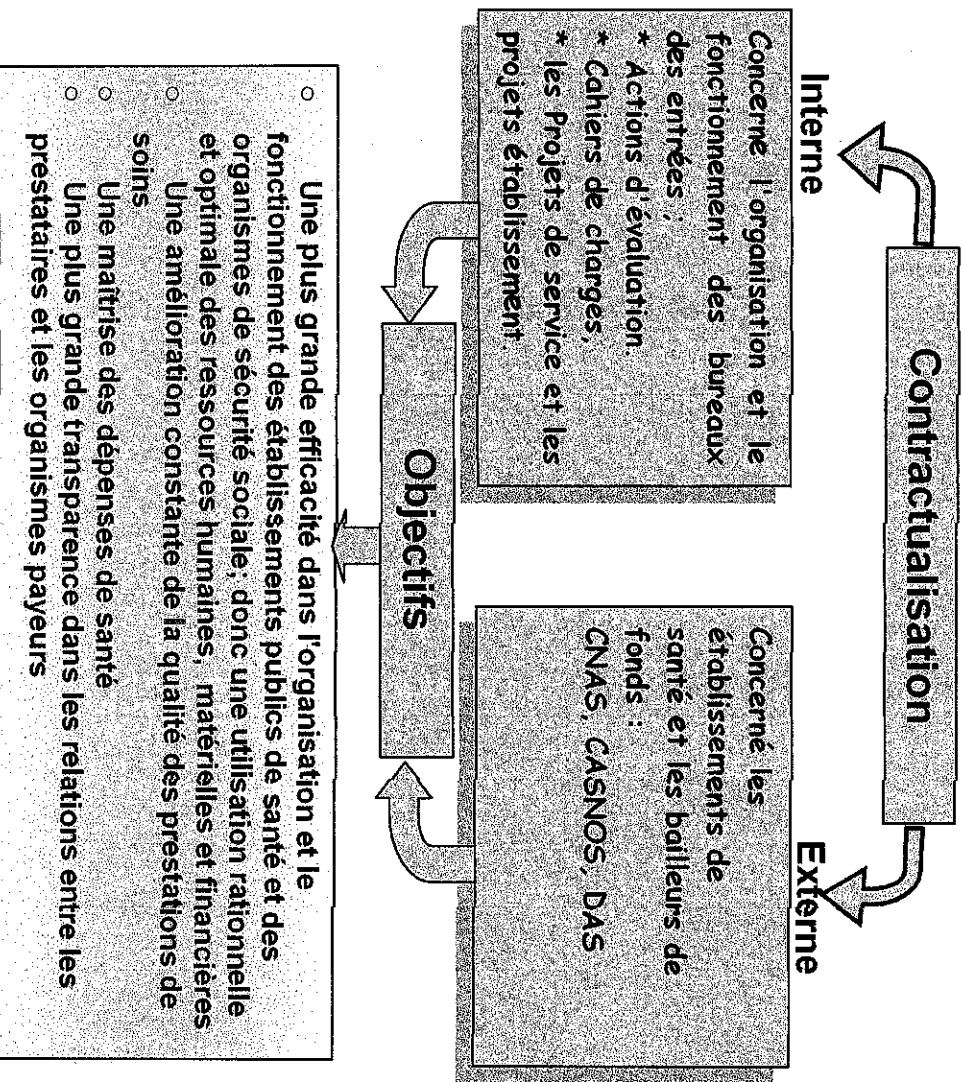 Contractualisation
Interne
Externe
Concerne l'organisation et le
fonctionnement des bureaux
des entrées ;
* Actions d'évaluation.
* Cahiers de charges,
* les Projets de service et les
projets établissement.
Concerné les
établissements de
santé et les bailleurs de
fonds :
CNAS, CASNOS, DAS
Objectifs
o Une plus grande efficacité dans l'organisation et le
fonctionnement des établissements publics de santé et des
organismes de sécurité sociale; donc une utilisation rationnelle
et optimale des ressources humaines, matérielles et financières
o Une amélioration constante de la qualité des prestations de
soins
o Une maîtrise des dépenses de santé
o Une plus grande transparence dans les relations entre les
prestataires et les organismes payeurs